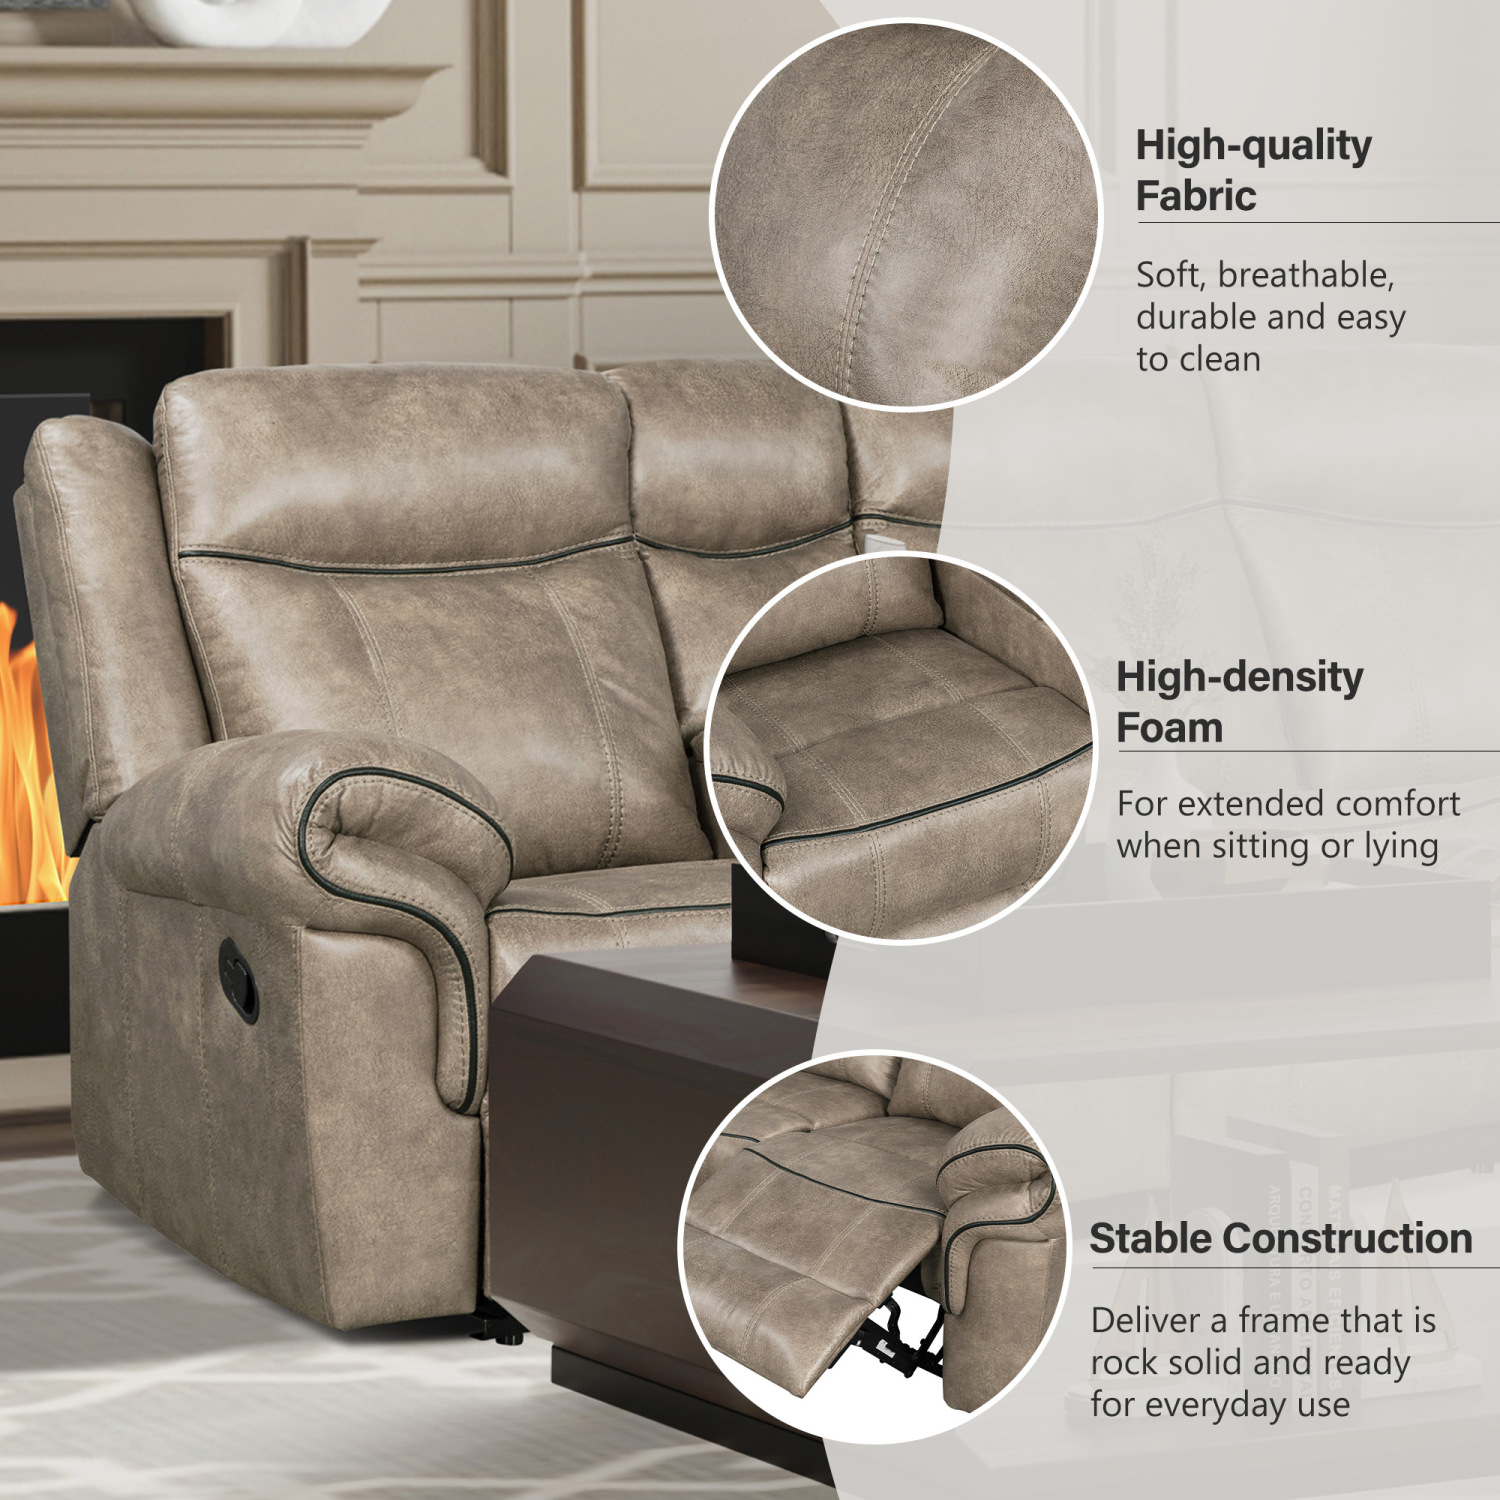 High-quality
Fabric
Soft, breathable,
durable and easy
to clean
High-density
Foam
For extended comfort
when sitting or lying
Stable Construction
Deliver a frame that is
rock solid and ready
for everyday use